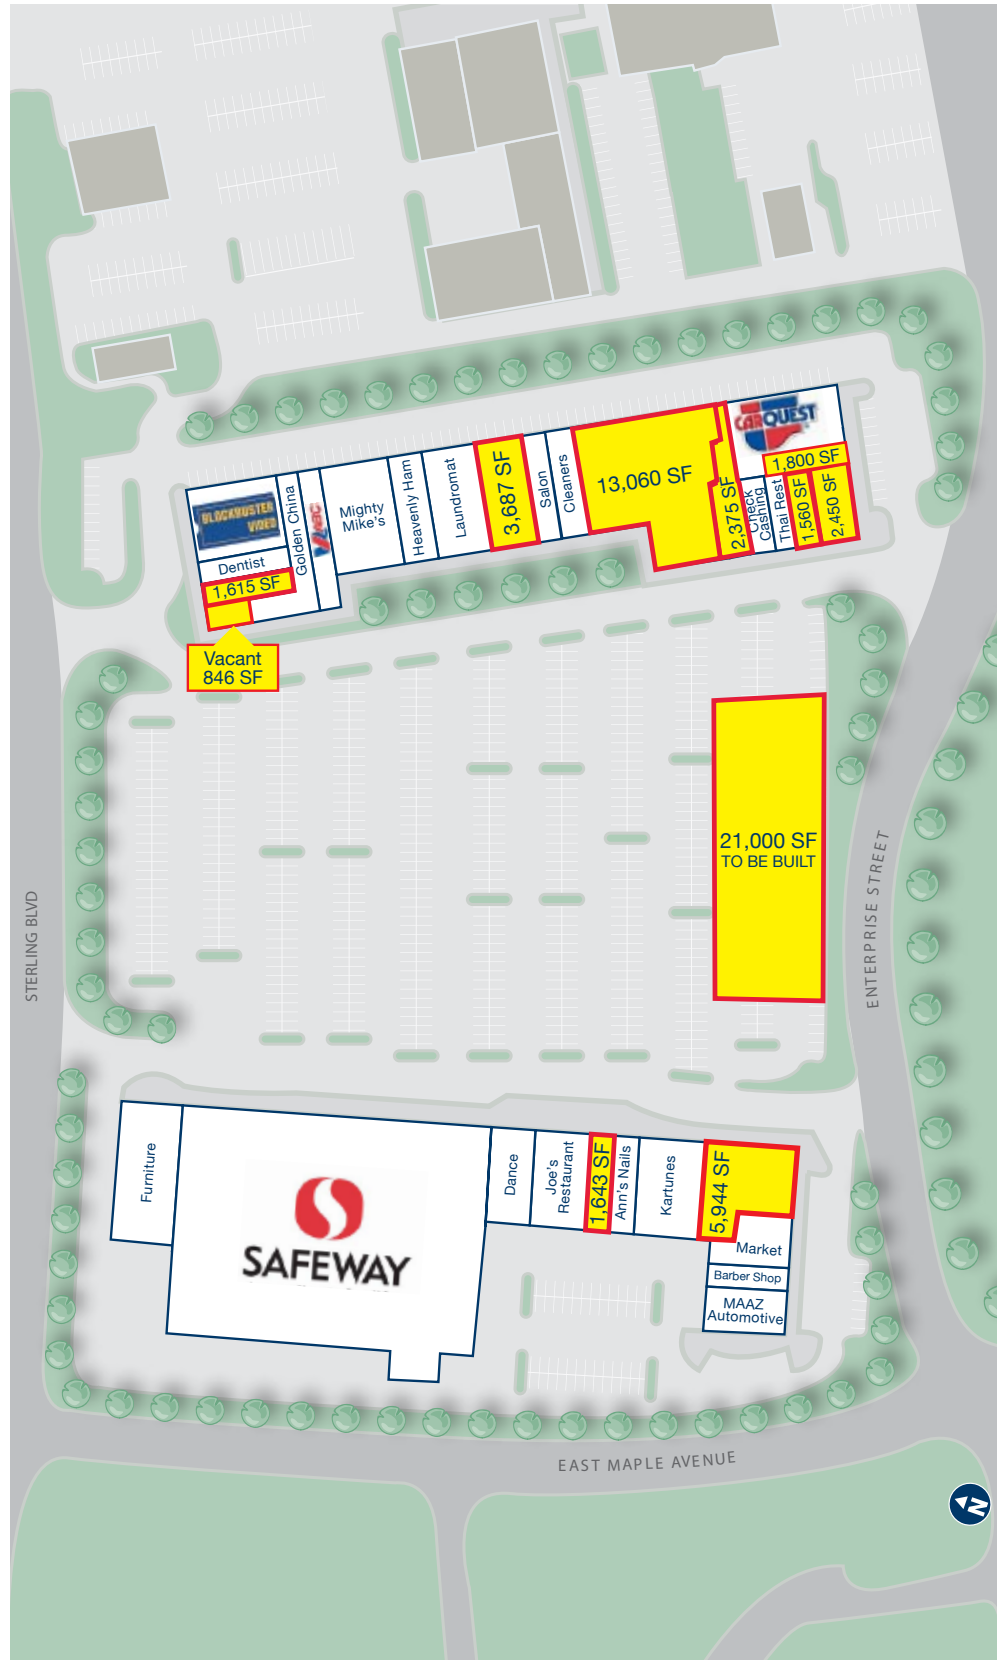 BLOCKBUSTER
VIDEO
Dentist
1,615 SF
Vacant
846 SF
Golden China
Mighty
Mike's
Heavenly Ham
Laundromat
3,687 SF
Salon
Cleaners
13,060 SF
2,375 SF
CARQUEST
1,800 SF
Check
Cashing
Thai Rest
1,560 SF
2,450 SF
21,000 SF
TO BE BUILT
STERLING BLVD
ENTERPRISE STREET
Furniture
SAFEWAY
Dance
Joe's
Restaurant
1,643 SF
Ann's Nails
Kartunes
5,944 SF
Market
Barber Shop
MAAZ
Automotive
EAST MAPLE AVENUE
N